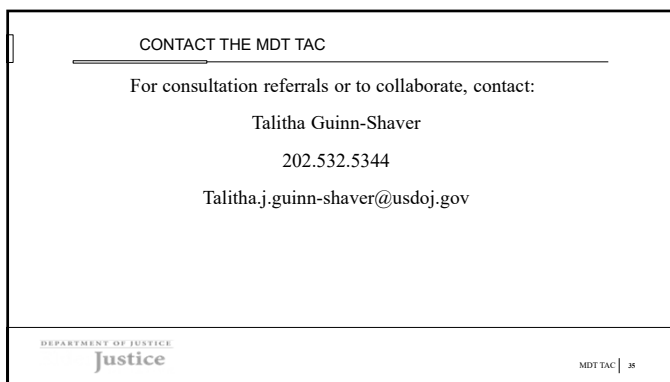 CONTACT THE MDT TAC
For consultation referrals or to collaborate, contact:
Talitha Guinn-Shaver
202.532.5344
Talitha.j.guinn-shaver@usdoj.gov
DEPARTMENT OF JUSTICE
Justice
MDT TAC 35